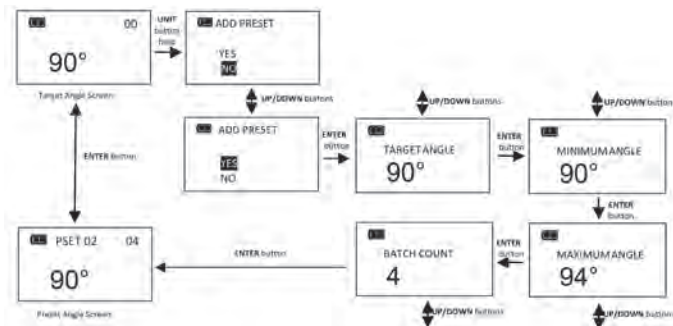 00
90°
Target Angle Screen
UNIT
button
hold
ADD PRESET
YES
NO
UP/DOWN buttons
ADD PRESET
YES
NO
ENTER
button
UP/DOWN buttons
TARGET ANGLE
90°
ENTER
button
UP/DOWN buttons
MINIMUM ANGLE
90°
ENTER
button
MAXIMUM ANGLE
94°
UP/DOWN buttons
ENTER
Button
BATCH COUNT
4
UP/DOWN buttons
ENTER button
PSET 02 04
90°
Preset Angle Screen
ENTER button